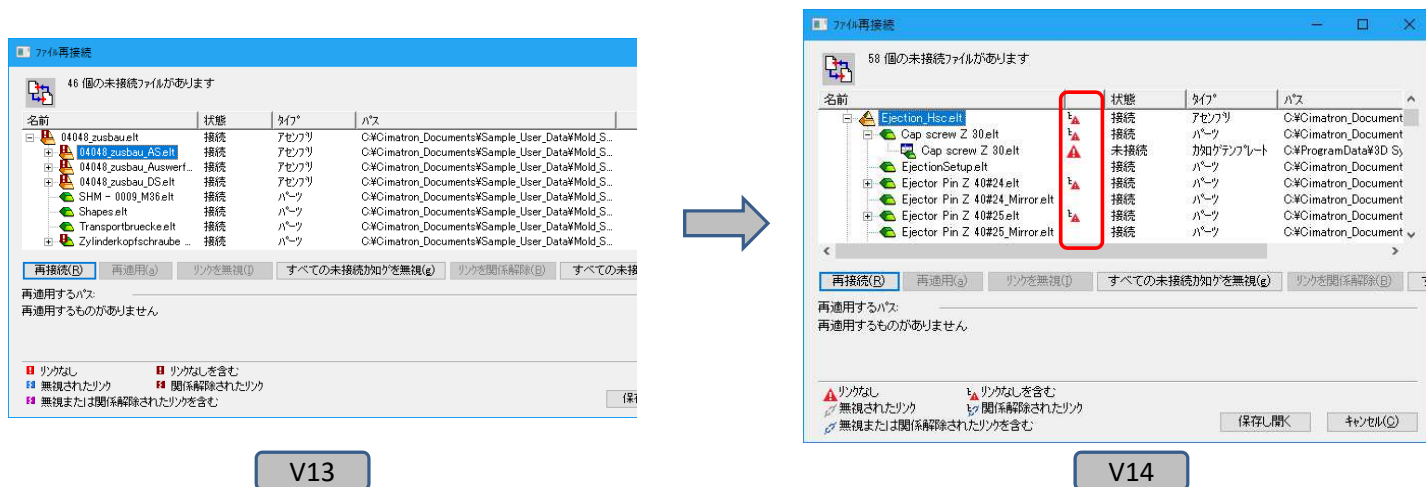 ファイル再接続
46 個の未接続ファイルがあります
名前 状態 タイプ パス
04048_zusbau.elt 接続 アセンブリ C:¥Cimatron_Documents¥Sample_User_Data¥Mold_S...
04048_zusbau_AS.elt 接続 アセンブリ C:¥Cimatron_Documents¥Sample_User_Data¥Mold_S...
04048_zusbau_Auswerf... 接続 アセンブリ C:¥Cimatron_Documents¥Sample_User_Data¥Mold_S...
04048_zusbau_DS.elt 接続 アセンブリ C:¥Cimatron_Documents¥Sample_User_Data¥Mold_S...
SHM - 0009_M36.elt 接続 パーツ C:¥Cimatron_Documents¥Sample_User_Data¥Mold_S...
Shapes.elt 接続 パーツ C:¥Cimatron_Documents¥Sample_User_Data¥Mold_S...
Transportbruecke.elt 接続 パーツ C:¥Cimatron_Documents¥Sample_User_Data¥Mold_S...
Zylinderkopfschraube ... 接続 パーツ C:¥Cimatron_Documents¥Sample_User_Data¥Mold_S...
再接続(R) 再適用(a) リンクを無視(I) すべての未接続カタログを無視(g) リンクを関係解除(B) すべての未接
再適用するパス:
再適用するものがありません
リンクなし リンクなしを含む
無視されたリンク 関係解除されたリンク
無視または関係解除されたリンクを含む
保存
V13
ファイル再接続
58 個の未接続ファイルがあります
名前 状態 タイプ パス
Ejection_Hsc.elt 接続 アセンブリ C:¥Cimatron_Document
Cap screw Z 30.elt 接続 パーツ C:¥Cimatron_Document
Cap screw Z 30.elt 未接続 カタログテンプレート C:¥ProgramData¥3D Sy
EjectionSetup.elt 接続 パーツ C:¥Cimatron_Document
Ejector Pin Z 40#24.elt 接続 パーツ C:¥Cimatron_Document
Ejector Pin Z 40#24_Mirror.elt 接続 パーツ C:¥Cimatron_Document
Ejector Pin Z 40#25.elt 接続 パーツ C:¥Cimatron_Document
Ejector Pin Z 40#25_Mirror.elt 接続 パーツ C:¥Cimatron_Document
再接続(R) 再適用(a) リンクを無視(I) すべての未接続カタログを無視(g) リンクを関係解除(B)
再適用するパス:
再適用するものがありません
リンクなし リンクなしを含む
無視されたリンク 関係解除されたリンク
無視または関係解除されたリンクを含む
保存し開く キャンセル(C)
V14